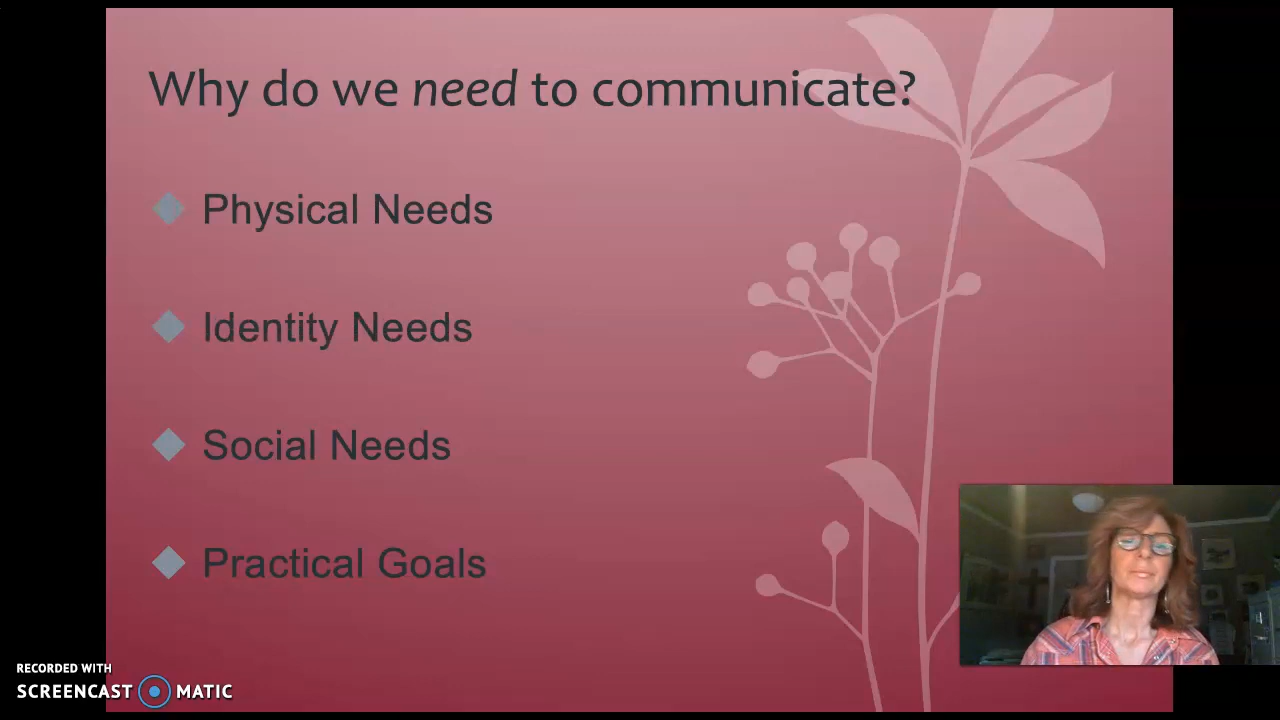 Why do we need to communicate?
Physical Needs
Identity Needs
Social Needs
Practical Goals
RECORDED WITH
SCREENCAST MATIC